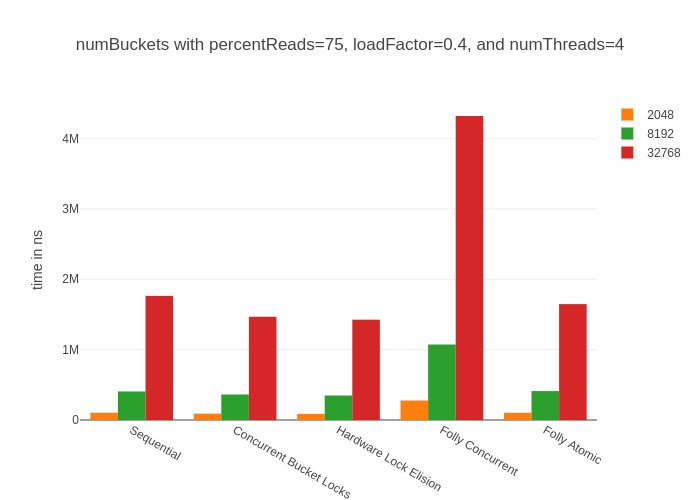 numBuckets with percentReads=75, loadFactor=0.4, and numThreads=4
2048
8192
32768
time in ns
4M
3M
2M
1M
0
Sequential
Concurrent Bucket Locks
Hardware Lock Elision
Folly Concurrent
Folly Atomic